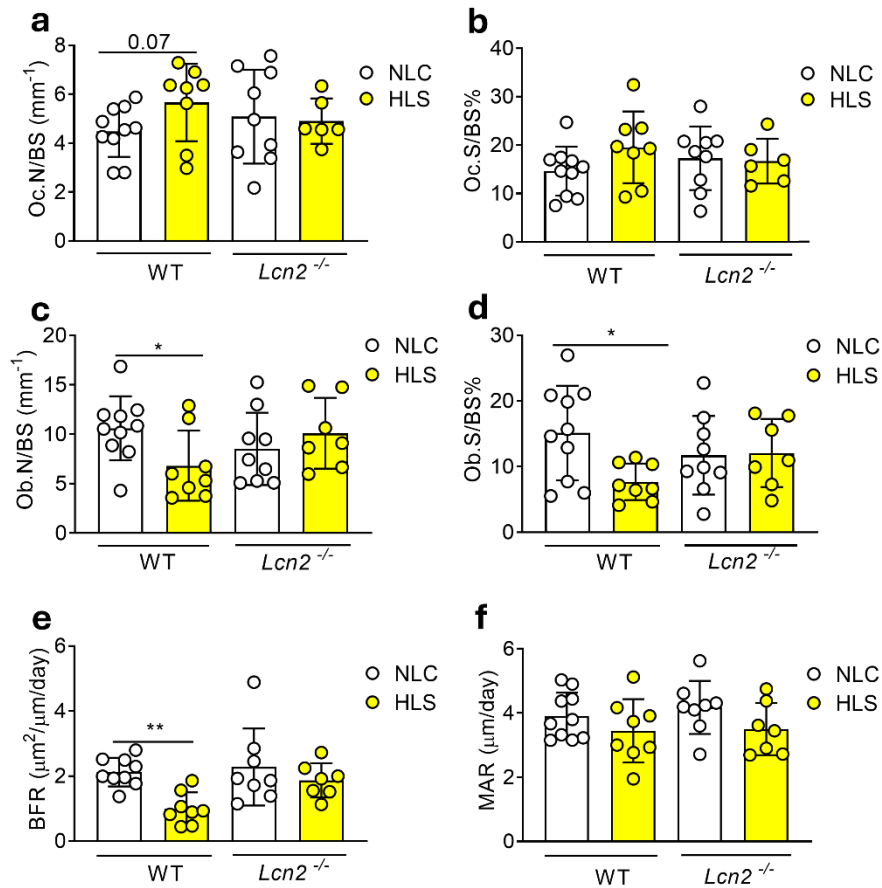 a
0.07
Oc.N/BS (mm⁻¹)
8
6
4
2
0
NLC
HLS
WT
Lcn2 -/-
b
Oc.S/BS%
40
30
20
10
0
NLC
HLS
WT
Lcn2 -/-
c
*
Ob.N/BS (mm⁻¹)
20
15
10
5
0
NLC
HLS
WT
Lcn2 -/-
d
*
Ob.S/BS%
30
20
10
0
NLC
HLS
WT
Lcn2 -/-
e
**
BFR (μm²/μm/day)
6
4
2
0
NLC
HLS
WT
Lcn2 -/-
f
MAR (μm/day)
6
4
2
0
NLC
HLS
WT
Lcn2 -/-